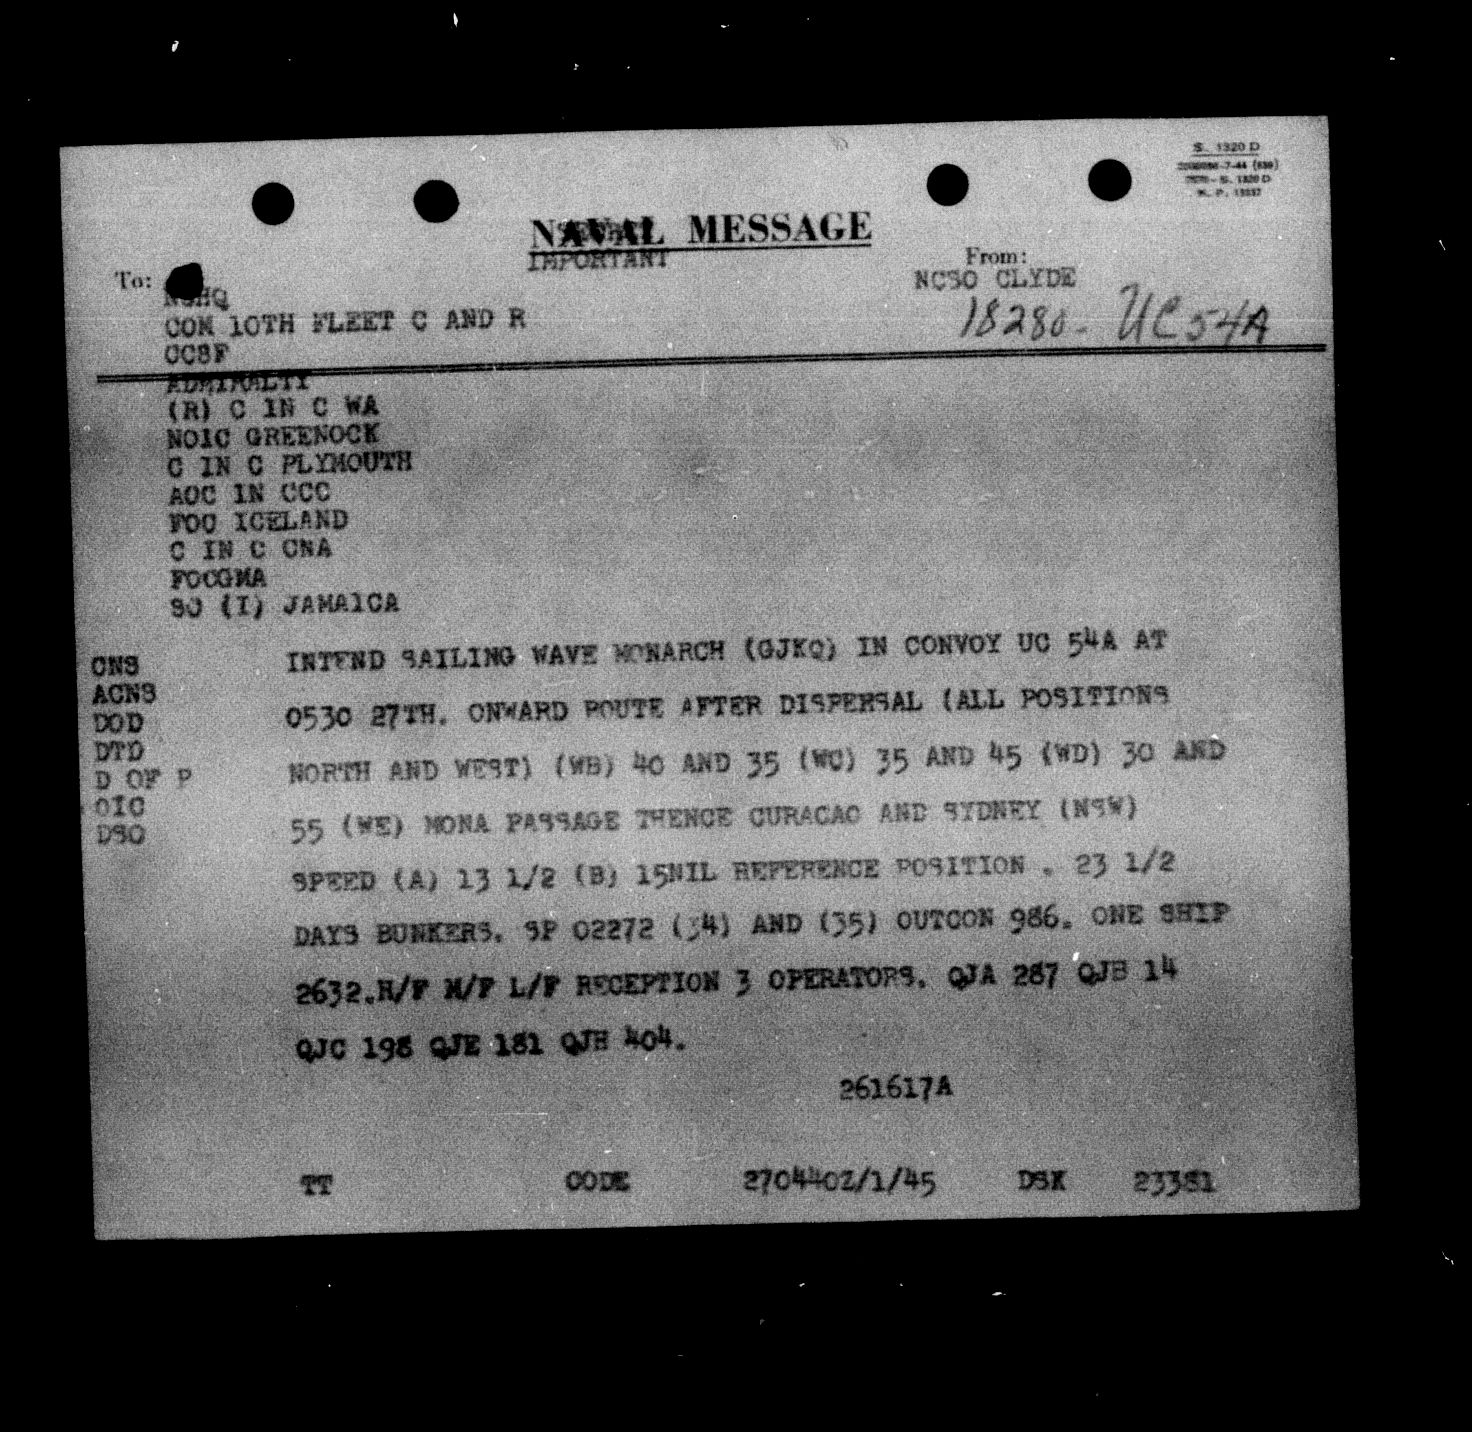 S. 1320 D
NAVAL MESSAGE
SECRET
IMPORTANT
To:
From:
NCSO CLYDE
18280- UC54A
NSHQ
COM 10TH FLEET C AND R
CCSF
ADMIRALTY
(R) C IN C WA
NOIC GREENOCK
C IN C PLYMOUTH
AOC IN CCC
FOC ICELAND
C IN C CNA
FOCGMA
SO (I) JAMAICA
CNS
ACNS
DOD
DTD
D OF P
OIC
DSO
INTEND SAILING WAVE MONARCH (GJKQ) IN CONVOY UC 54A AT
0530 27TH. ONWARD ROUTE AFTER DISPERSAL (ALL POSITIONS
NORTH AND WEST) (WB) 40 AND 35 (WC) 35 AND 45 (WD) 30 AND
55 (WE) MONA PASSAGE THENCE CURACAO AND SYDNEY (NSW)
SPEED (A) 13 1/2 (B) 15NIL REFERENCE POSITION . 23 1/2
DAYS BUNKERS. SP 02272 (34) AND (35) OUTCON 986. ONE SHIP
2632.H/F M/F L/F RECEPTION 3 OPERATORS. QJA 287 QJB 14
QJC 198 QJE 181 QJH 404.
261617A
TT CODE 270440Z/1/45 DSK 23381